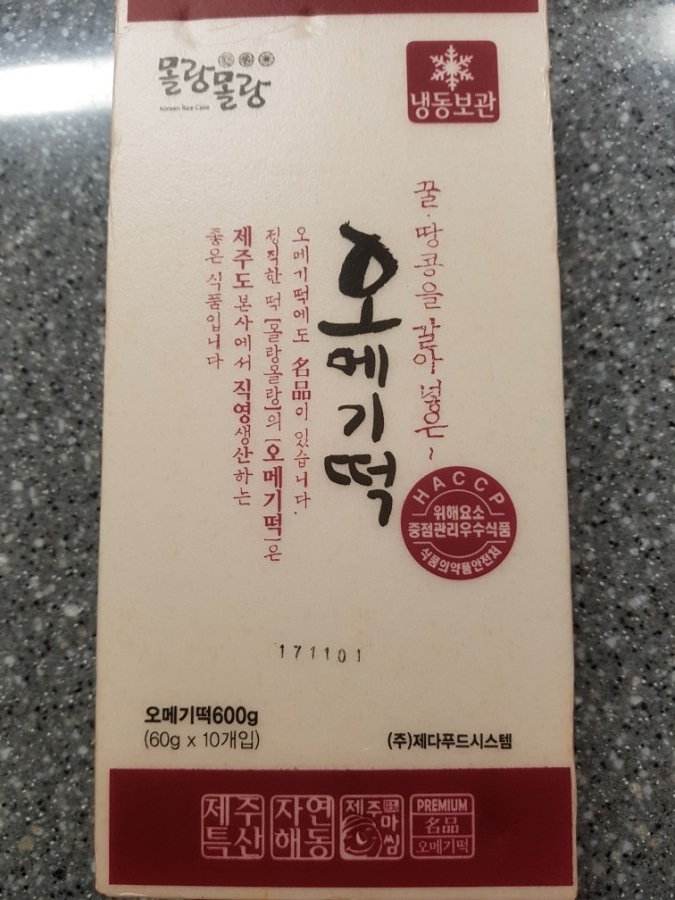 몰랑몰랑
Korean Rice Cake
냉동보관
꿀·땅콩을 갈아 넣은~
오메기떡
오메기떡에도 名品이 있습니다.
정직한 떡 [몰랑몰랑]의 [오메기떡]은
제주도 본사에서 직영생산하는
좋은 식품입니다
HACCP
위해요소
중점관리우수식품
식품의약품안전처
171101
오메기떡600g
(60g x 10개입)
(주)제다푸드시스템
제주
특산
자연
해동
제주
마씸
PREMIUM
名品
오메기떡